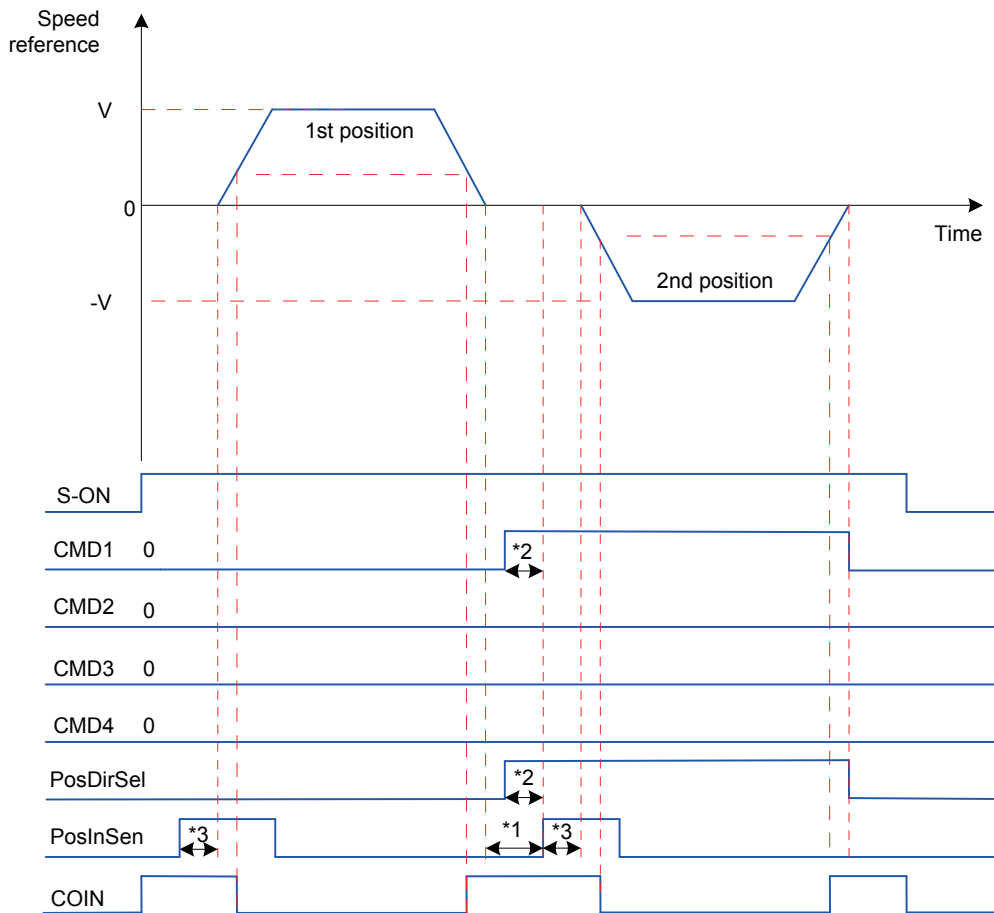 Speed
reference
V
1st position
0
Time
-V
2nd position
S-ON
CMD1 0
*2
CMD2 0
CMD3 0
CMD4 0
PosDirSel
*2
PosInSen
*3
*1
*3
COIN